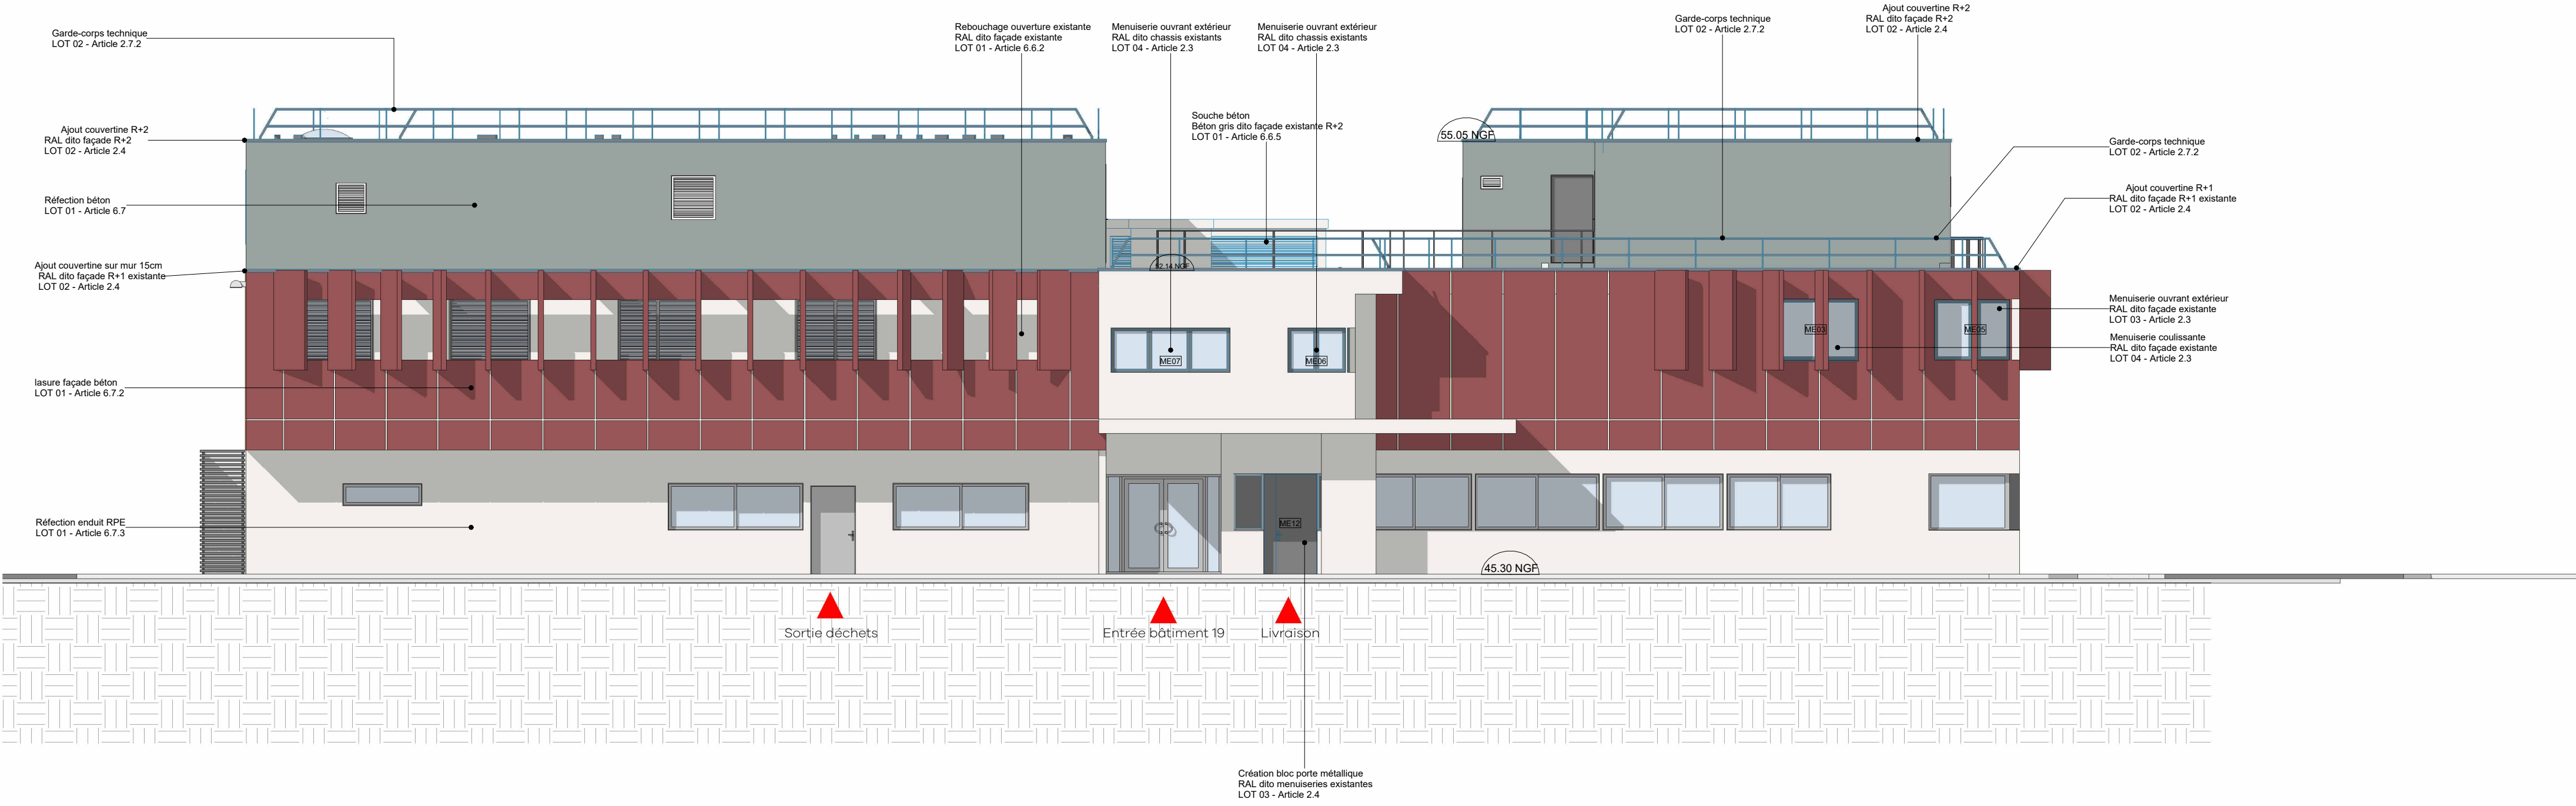 Garde-corps technique
LOT 02 - Article 2.7.2
Rebouchage ouverture existante
RAL dito façade existante
LOT 01 - Article 6.6.2
Menuiserie ouvrant extérieur
RAL dito chassis existants
LOT 04 - Article 2.3
Menuiserie ouvrant extérieur
RAL dito chassis existants
LOT 04 - Article 2.3
Garde-corps technique
LOT 02 - Article 2.7.2
Ajout couvertine R+2
RAL dito façade R+2
LOT 02 - Article 2.4
Ajout couvertine R+2
RAL dito façade R+2
LOT 02 - Article 2.4
Souche béton
Béton gris dito façade existante R+2
LOT 01 - Article 6.6.5
55.05 NGF
Garde-corps technique
LOT 02 - Article 2.7.2
Réfection béton
LOT 01 - Article 6.7
Ajout couvertine R+1
RAL dito façade R+1 existante
LOT 02 - Article 2.4
Ajout couvertine sur mur 15cm
RAL dito façade R+1 existante
LOT 02 - Article 2.4
52.14 NGF
Menuiserie ouvrant extérieur
RAL dito façade existante
LOT 03 - Article 2.3
ME03
ME05
ME07
ME06
Menuiserie coulissante
RAL dito façade existante
LOT 04 - Article 2.3
lasure façade béton
LOT 01 - Article 6.7.2
Réfection enduit RPE
LOT 01 - Article 6.7.3
ME12
45.30 NGF
Sortie déchets
Entrée bâtiment 19
Livraison
Création bloc porte métallique
RAL dito menuiseries existantes
LOT 03 - Article 2.4